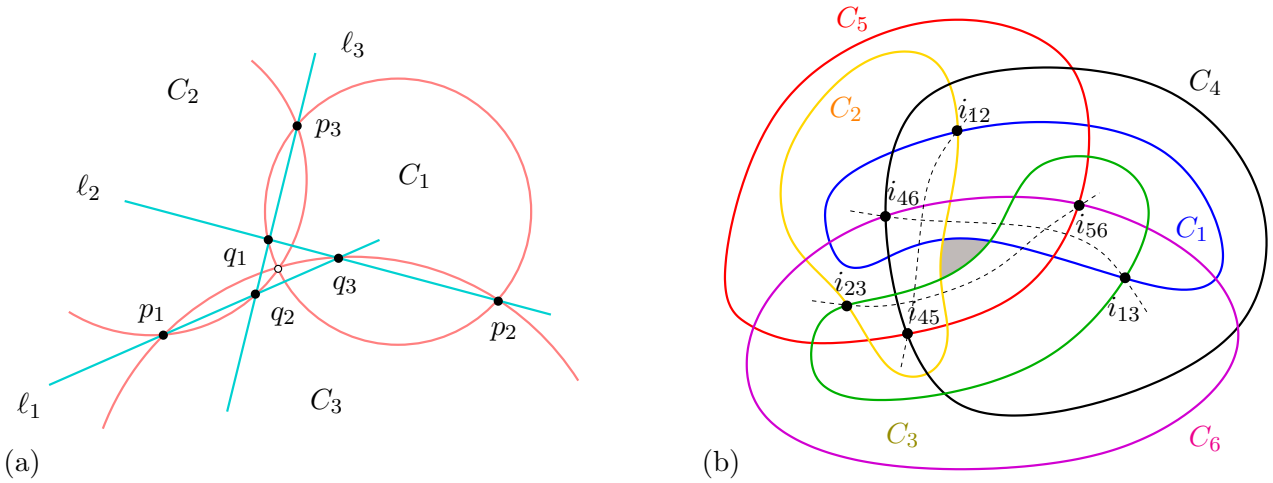 ℓ₃
C₂
p₃
C₁
ℓ₂
q₁
q₃
p₁
q₂
p₂
C₃
ℓ₁
(a)
C₅
C₄
C₂
i₁₂
i₄₆
i₅₆
C₁
i₂₃
i₄₅
i₁₃
C₃
C₆
(b)